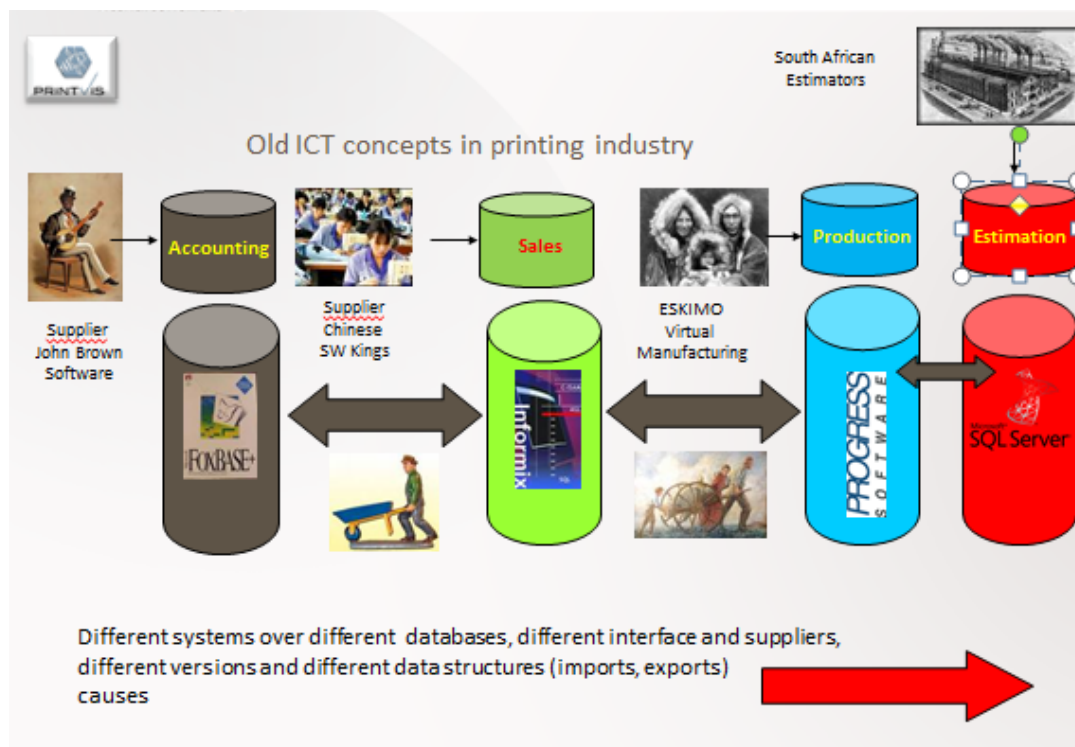 PRINTVIS
South African
Estimators
Old ICT concepts in printing industry
Accounting
Sales
Production
Estimation
Supplier
John Brown
Software
Supplier
Chinese
SW Kings
ESKIMO
Virtual
Manufacturing
FOXBASE+
Informix
SQL
PROGRESS
SOFTWARE
Microsoft
SQL Server
Different systems over different databases, different interface and suppliers,
different versions and different data structures (imports, exports)
causes